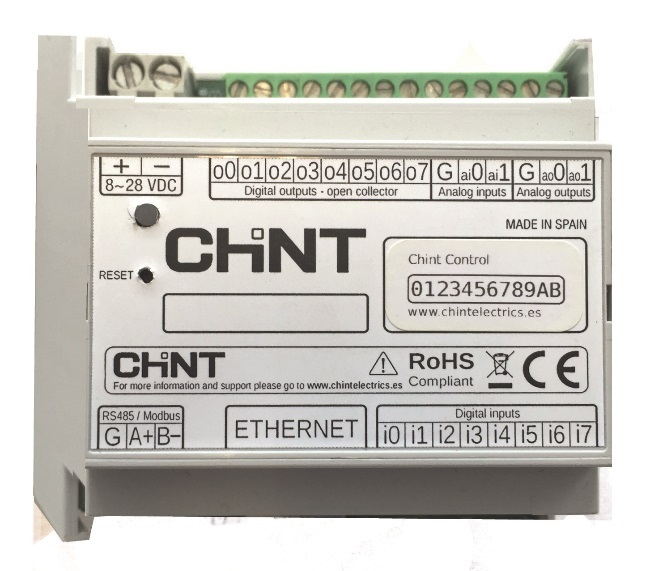 + −
8~28 VDC
o0 o1 o2 o3 o4 o5 o6 o7 G ai0 ai1 G ao0 ao1
Digital outputs - open collector Analog inputs Analog outputs
MADE IN SPAIN
CHiNT
RESET
Chint Control
0123456789AB
www.chintelectrics.es
CHiNT
For more information and support please go to www.chintelectrics.es
RoHS
Compliant
CE
RS485 / Modbus
G A+ B−
ETHERNET
Digital inputs
i0 i1 i2 i3 i4 i5 i6 i7